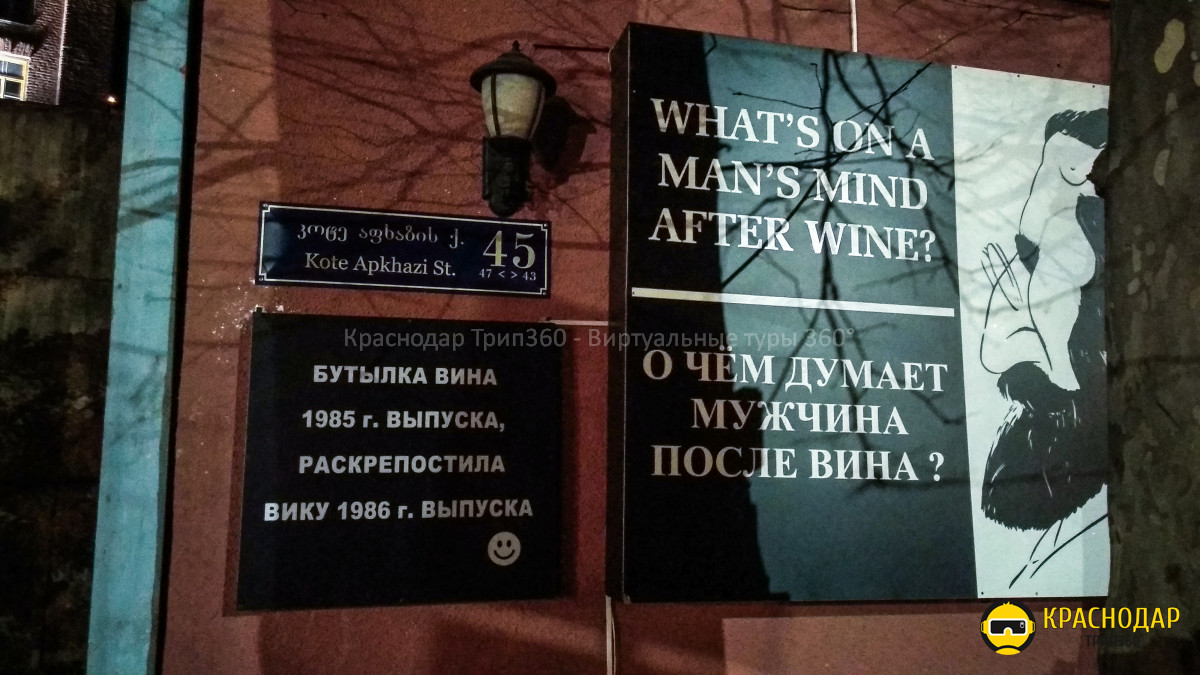 WHAT'S ON A
MAN'S MIND
AFTER WINE?
კოტე აფხაზის ქ.
Kote Apkhazi St.
45
47 < > 43
Краснодар Трип360 - Виртуальные туры 360°
О ЧЁМ ДУМАЕТ
МУЖЧИНА
ПОСЛЕ ВИНА ?
БУТЫЛКА ВИНА
1985 г. ВЫПУСКА,
РАСКРЕПОСТИЛА
ВИКУ 1986 г. ВЫПУСКА
КРАСНОДАР